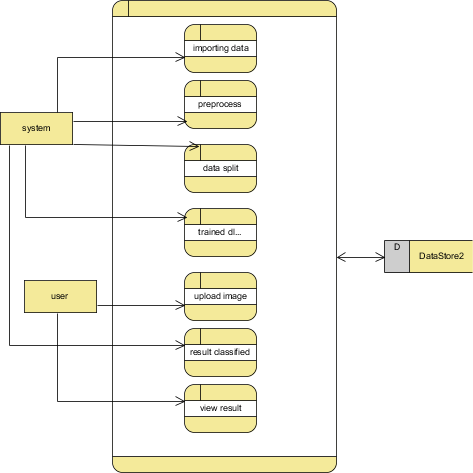 importing data
preprocess
system
data split
trained dl...
D
DataStore2
user
upload image
result classified
view result